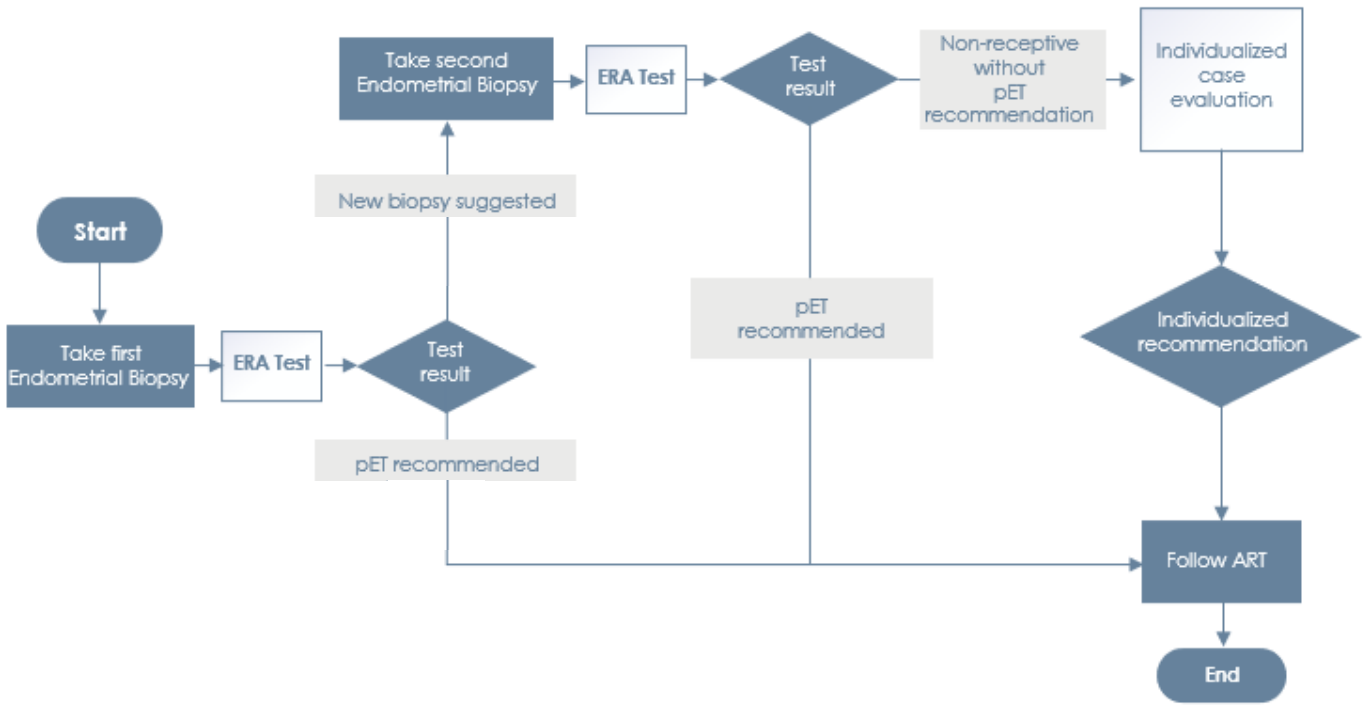 Start
Take first
Endometrial Biopsy
ERA Test
Test
result
New biopsy suggested
pET recommended
Take second
Endometrial Biopsy
ERA Test
Test
result
pET
recommended
Non-receptive
without
pET
recommendation
Individualized
case
evaluation
Individualized
recommendation
Follow ART
End